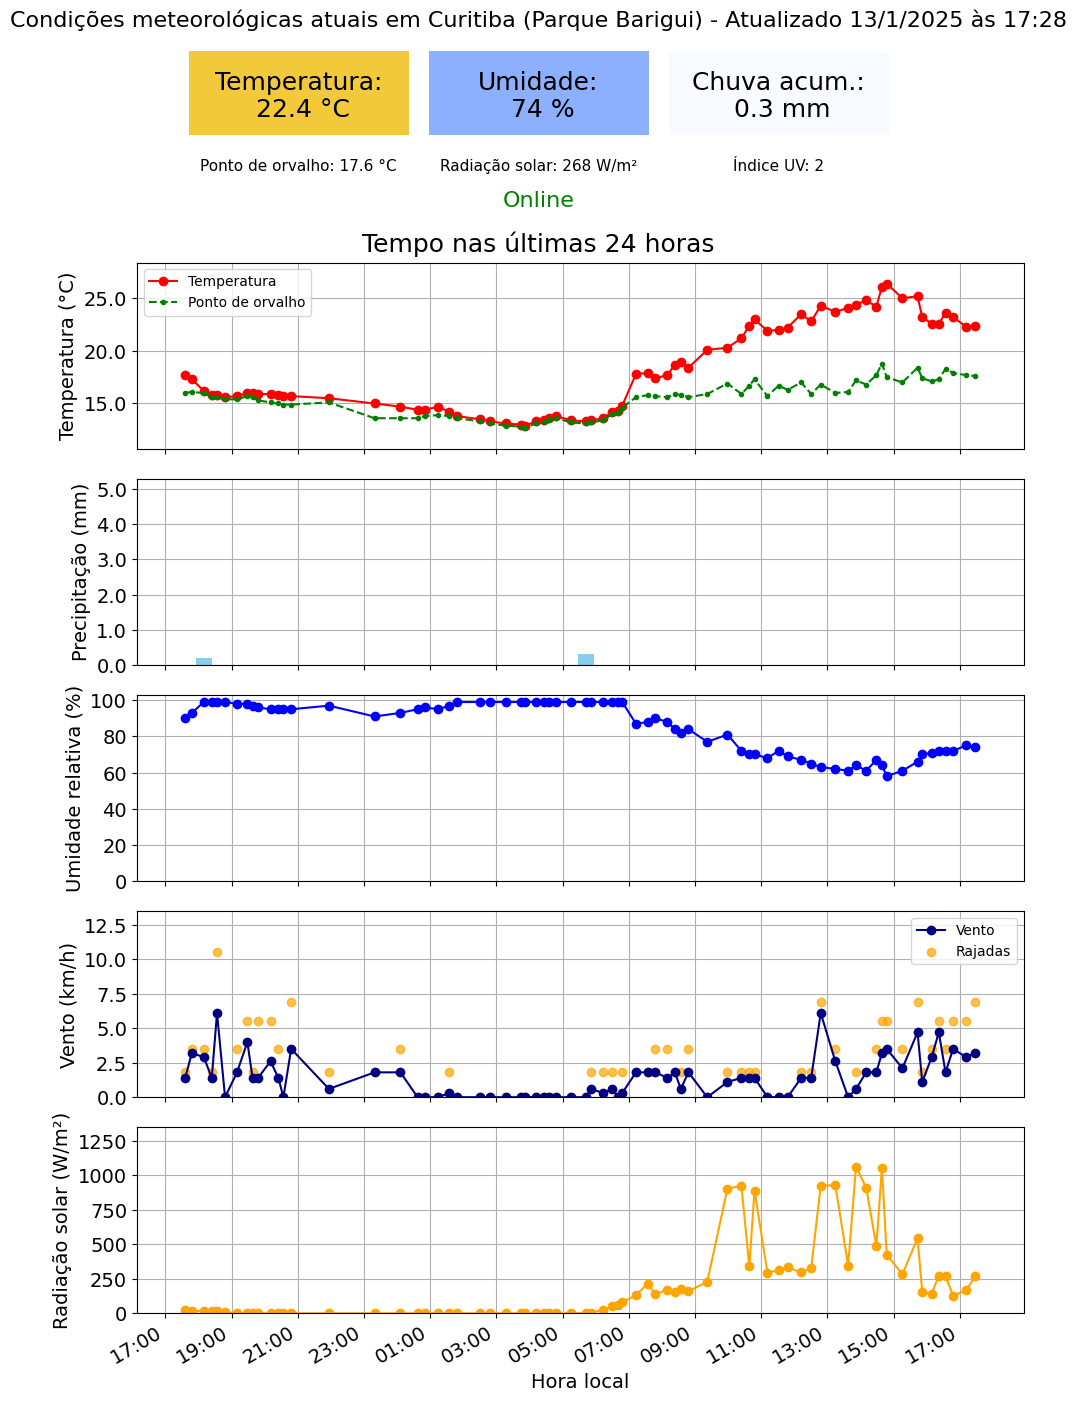 Condições meteorológicas atuais em Curitiba (Parque Barigui) - Atualizado 13/1/2025 às 17:28
Temperatura:
22.4 °C
Umidade:
74 %
Chuva acum.:
0.3 mm
Ponto de orvalho: 17.6 °C
Radiação solar: 268 W/m²
Índice UV: 2
Online
Tempo nas últimas 24 horas
Temperatura (°C)
25.0
20.0
15.0
Temperatura
Ponto de orvalho
Precipitação (mm)
5.0
4.0
3.0
2.0
1.0
0.0
Umidade relativa (%)
100
80
60
40
20
0
Vento (km/h)
12.5
10.0
7.5
5.0
2.5
0.0
Vento
Rajadas
Radiação solar (W/m²)
1250
1000
750
500
250
0
17:00
19:00
21:00
23:00
01:00
03:00
05:00
07:00
09:00
11:00
13:00
15:00
17:00
Hora local